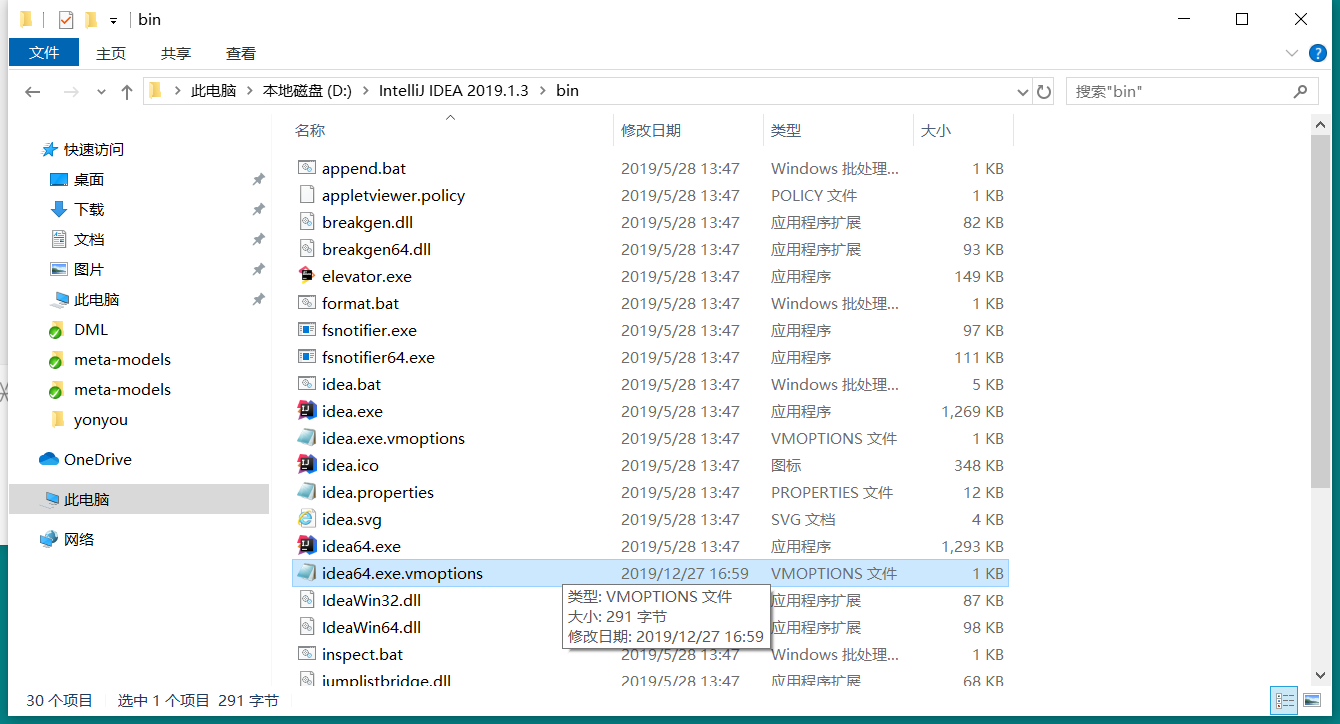 bin
文件 主页 共享 查看
此电脑 本地磁盘 (D:) IntelliJ IDEA 2019.1.3 bin 搜索"bin"
名称 修改日期 类型 大小
快速访问
桌面
下载
文档
图片
此电脑
DML
meta-models
meta-models
yonyou
OneDrive
此电脑
网络
append.bat 2019/5/28 13:47 Windows 批处理... 1 KB
appletviewer.policy 2019/5/28 13:47 POLICY 文件 1 KB
breakgen.dll 2019/5/28 13:47 应用程序扩展 82 KB
breakgen64.dll 2019/5/28 13:47 应用程序扩展 93 KB
elevator.exe 2019/5/28 13:47 应用程序 149 KB
format.bat 2019/5/28 13:47 Windows 批处理... 1 KB
fsnotifier.exe 2019/5/28 13:47 应用程序 97 KB
fsnotifier64.exe 2019/5/28 13:47 应用程序 111 KB
idea.bat 2019/5/28 13:47 Windows 批处理... 5 KB
idea.exe 2019/5/28 13:47 应用程序 1,269 KB
idea.exe.vmoptions 2019/5/28 13:47 VMOPTIONS 文件 1 KB
idea.ico 2019/5/28 13:47 图标 348 KB
idea.properties 2019/5/28 13:47 PROPERTIES 文件 12 KB
idea.svg 2019/5/28 13:47 SVG 文档 4 KB
idea64.exe 2019/5/28 13:47 应用程序 1,293 KB
idea64.exe.vmoptions 2019/12/27 16:59 VMOPTIONS 文件 1 KB
IdeaWin32.dll 应用程序扩展 87 KB
IdeaWin64.dll 应用程序扩展 98 KB
inspect.bat 2019/5/28 13:47 Windows 批处理... 1 KB
jumplistbridge.dll 2019/5/28 13:47 应用程序扩展 68 KB
类型: VMOPTIONS 文件
大小: 291 字节
修改日期: 2019/12/27 16:59
30 个项目 选中 1 个项目 291 字节